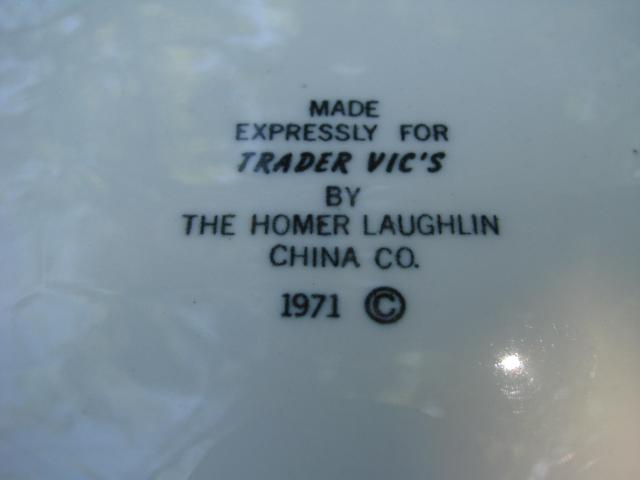 MADE
EXPRESSLY FOR
TRADER VIC'S
BY
THE HOMER LAUGHLIN
CHINA CO.
1971 ©